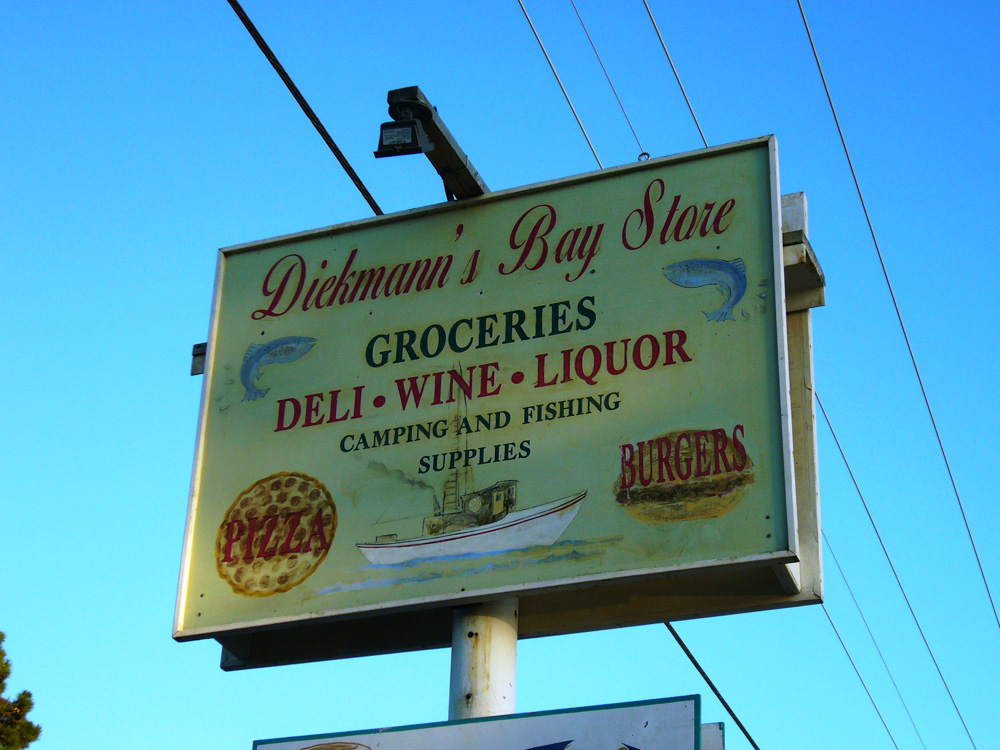 Diekmann's Bay Store
GROCERIES
DELI • WINE • LIQUOR
CAMPING AND FISHING
SUPPLIES
BURGERS
PIZZA